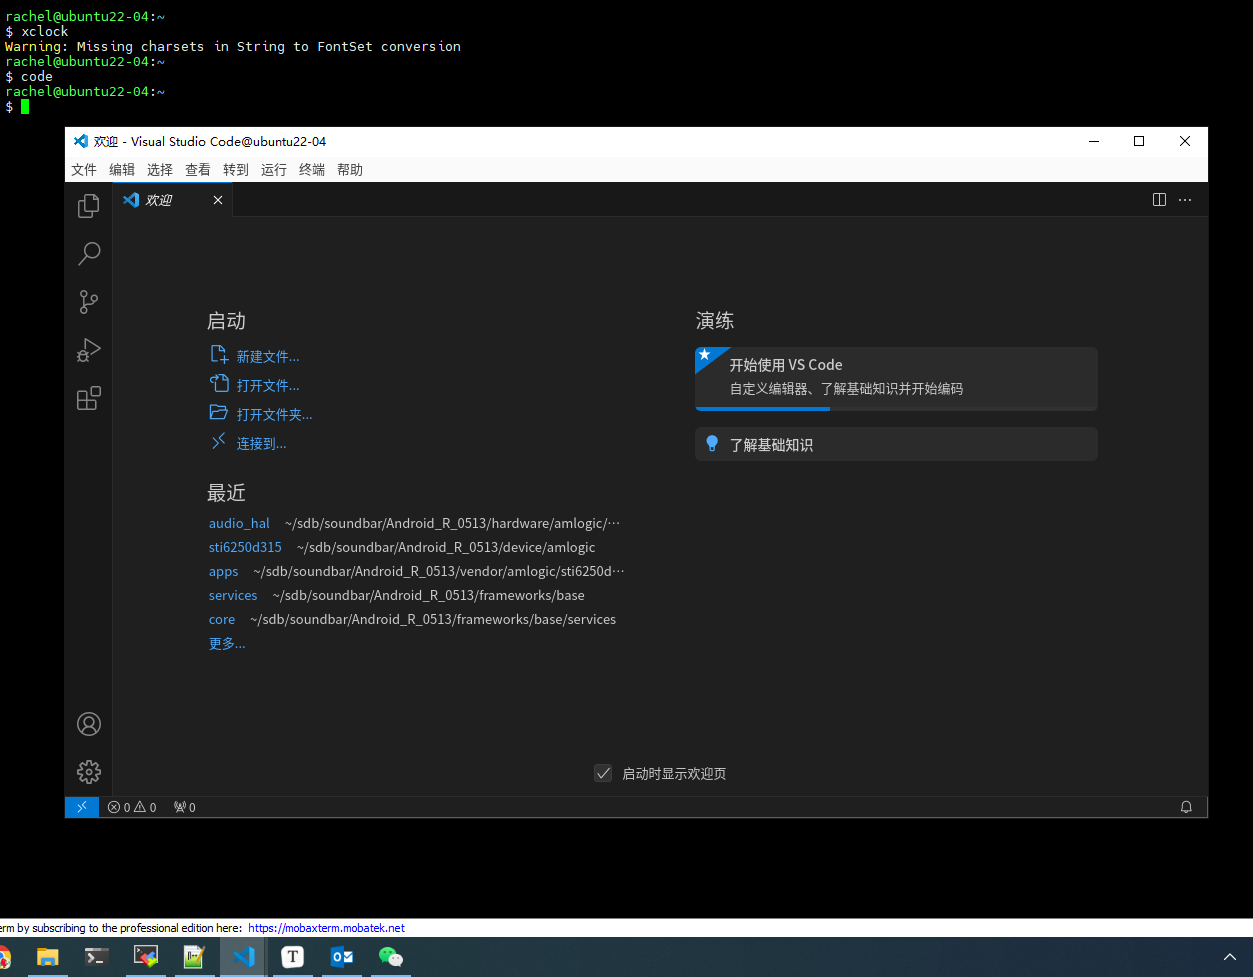 rachel@ubuntu22-04:~
$ xclock
Warning: Missing charsets in String to FontSet conversion
rachel@ubuntu22-04:~
$ code
rachel@ubuntu22-04:~
$
欢迎 - Visual Studio Code@ubuntu22-04
文件 编辑 选择 查看 转到 运行 终端 帮助
欢迎
启动
新建文件...
打开文件...
打开文件夹...
连接到...
最近
audio_hal ~/sdb/soundbar/Android_R_0513/hardware/amlogic/···
sti6250d315 ~/sdb/soundbar/Android_R_0513/device/amlogic
apps ~/sdb/soundbar/Android_R_0513/vendor/amlogic/sti6250d···
services ~/sdb/soundbar/Android_R_0513/frameworks/base
core ~/sdb/soundbar/Android_R_0513/frameworks/base/services
更多...
演练
开始使用 VS Code
自定义编辑器、了解基础知识并开始编码
了解基础知识
启动时显示欢迎页
0 0 0
erm by subscribing to the professional edition here: https://mobaxterm.mobatek.net
T